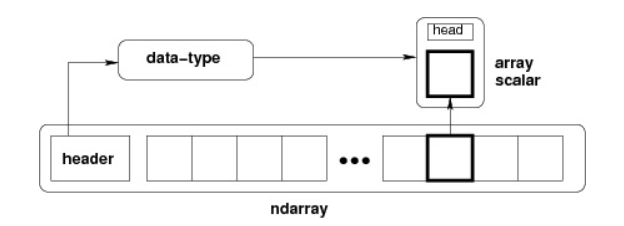 head
data-type
array
scalar
header
•••
ndarray